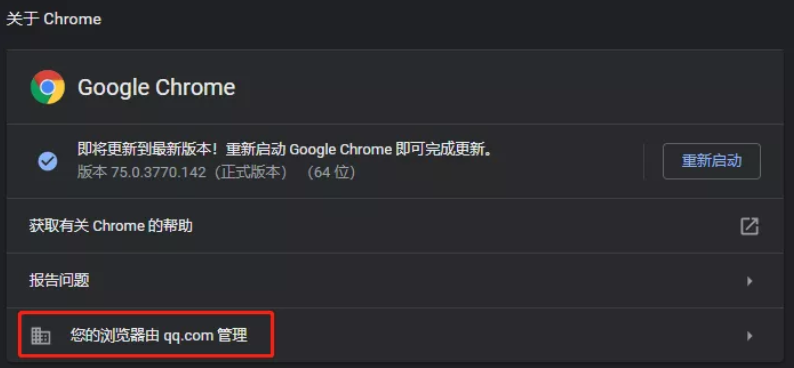 关于 Chrome
Google Chrome
即将更新到最新版本！重新启动 Google Chrome 即可完成更新。
重新启动
版本 75.0.3770.142（正式版本） （64 位）
获取有关 Chrome 的帮助
报告问题
您的浏览器由 qq.com 管理